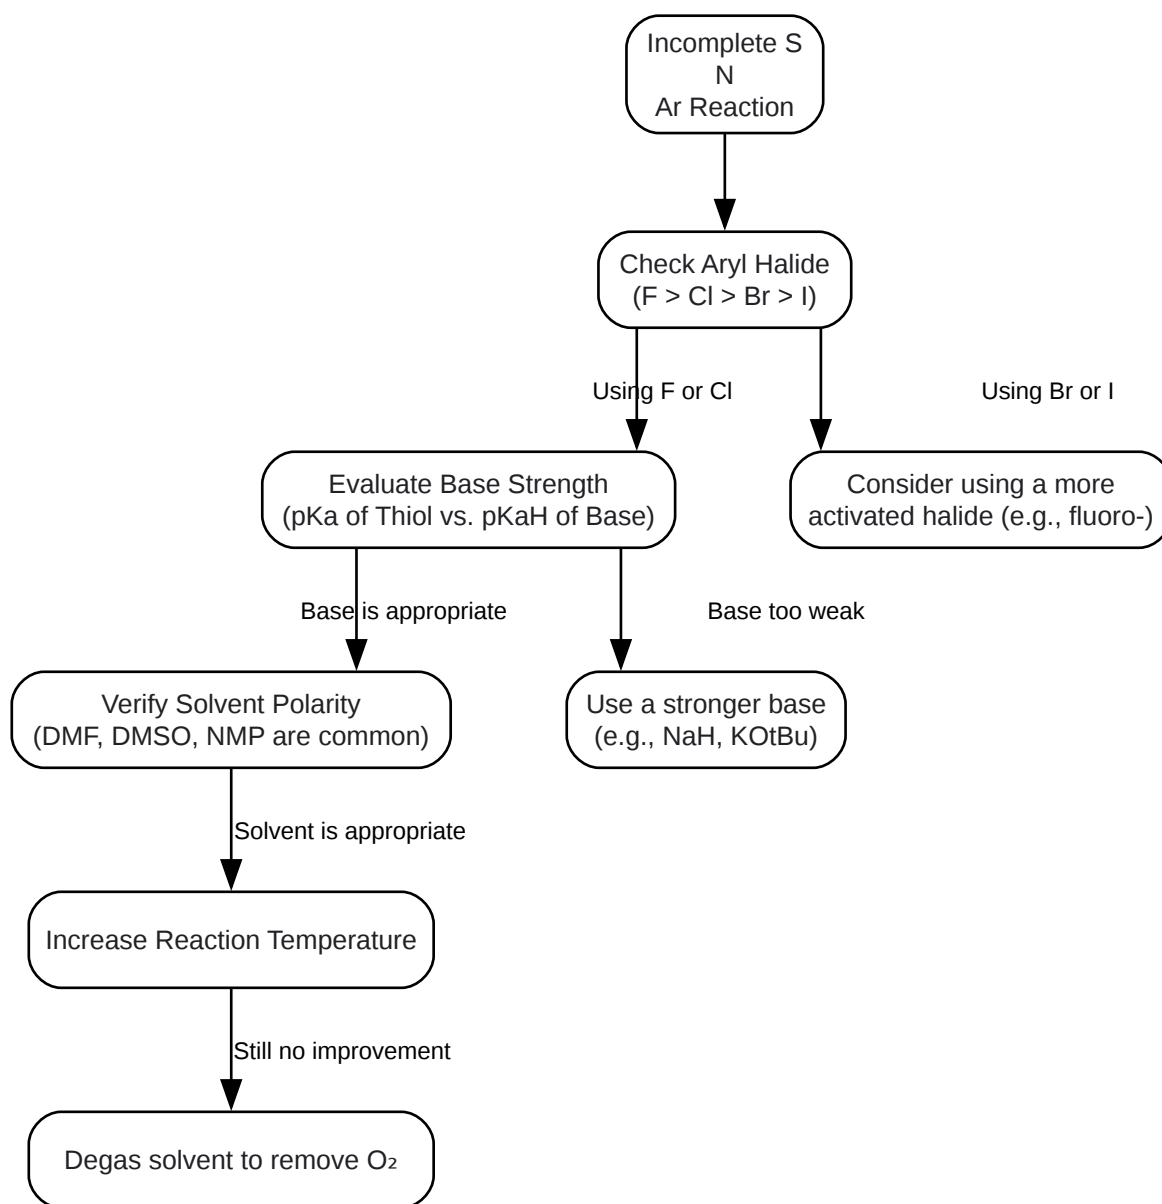 Incomplete S
N
Ar Reaction
Check Aryl Halide
(F > Cl > Br > I)
Using F or Cl
Using Br or I
Evaluate Base Strength
(pKa of Thiol vs. pKaH of Base)
Consider using a more
activated halide (e.g., fluoro-)
Base is appropriate
Base too weak
Verify Solvent Polarity
(DMF, DMSO, NMP are common)
Use a stronger base
(e.g., NaH, KOtBu)
Solvent is appropriate
Increase Reaction Temperature
Still no improvement
Degas solvent to remove O₂